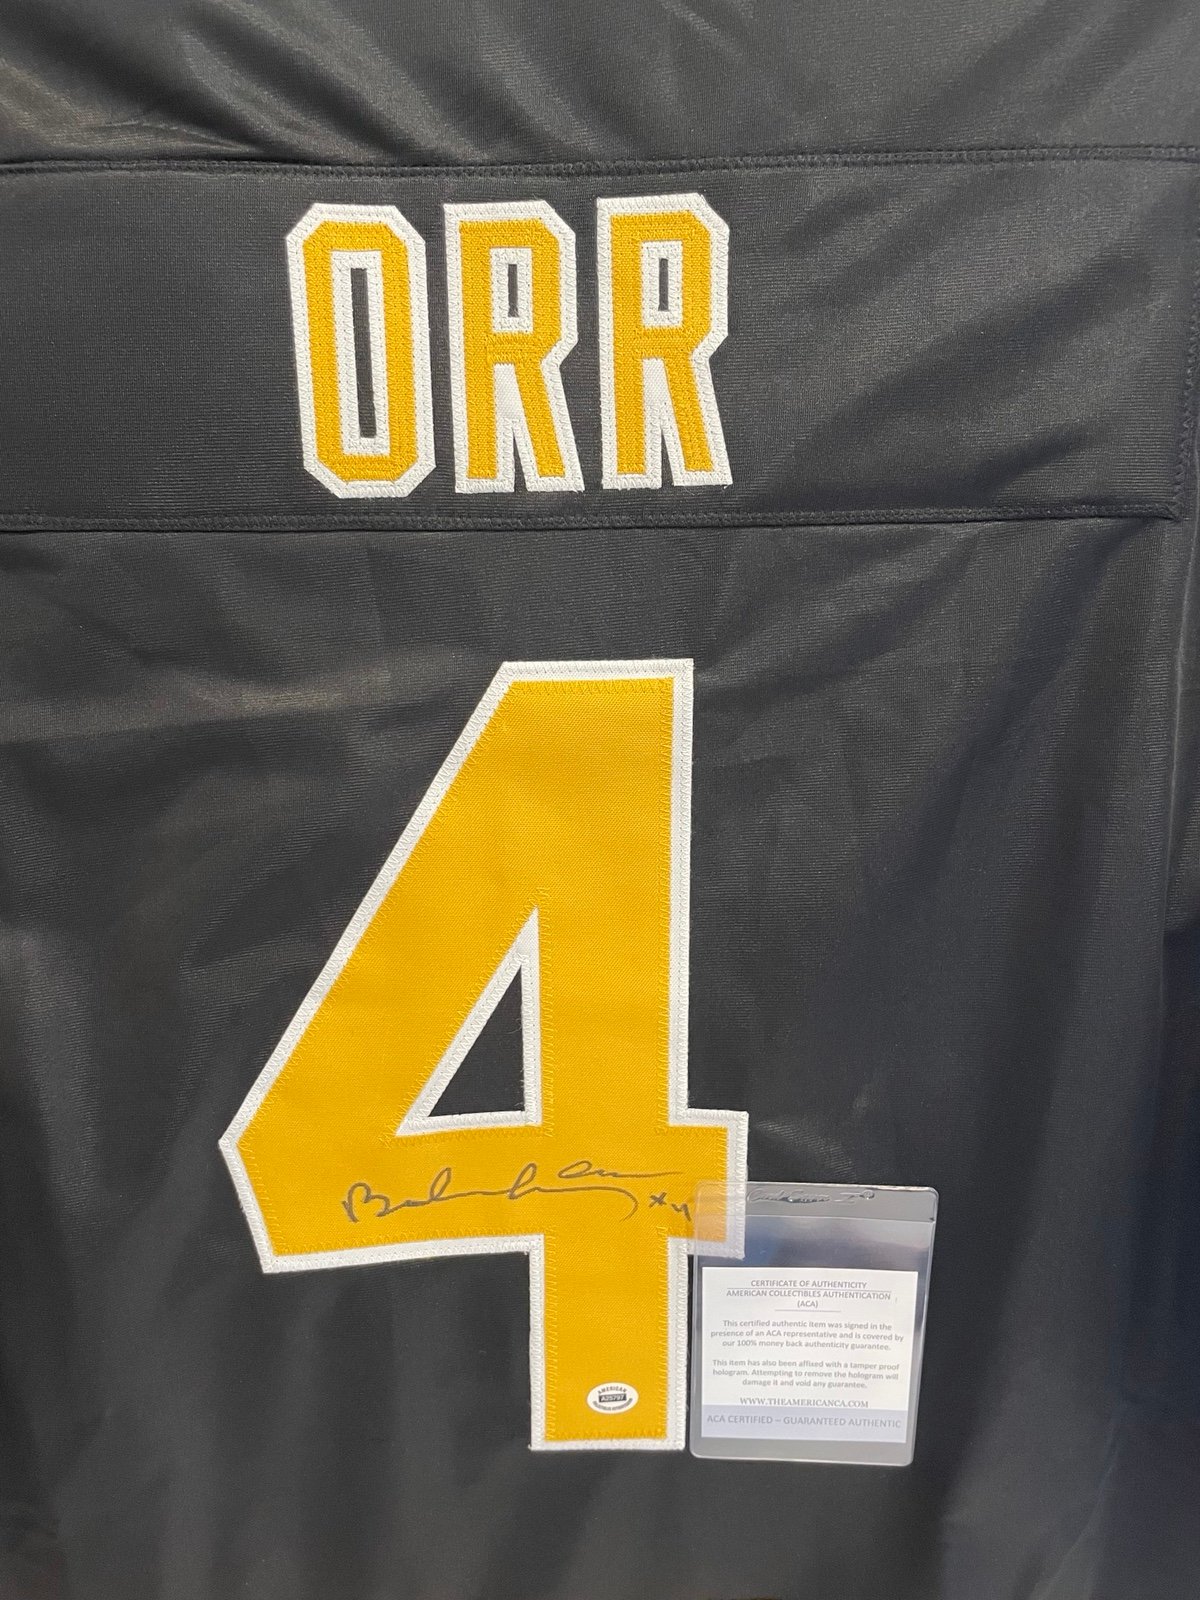 ORR
4
x4
CERTIFICATE OF AUTHENTICITY
AMERICAN COLLECTIBLES AUTHENTICATION
(ACA)
This certified authentic item was signed in the
presence of an ACA representative and is covered by
our 100% money back authenticity guarantee.
This item has also been affixed with a tamper proof
hologram. Attempting to remove the hologram will
damage it and void any guarantee.
WWW.THEAMERICANCA.COM
ACA CERTIFIED ~ GUARANTEED AUTHENTIC
AMERICAN